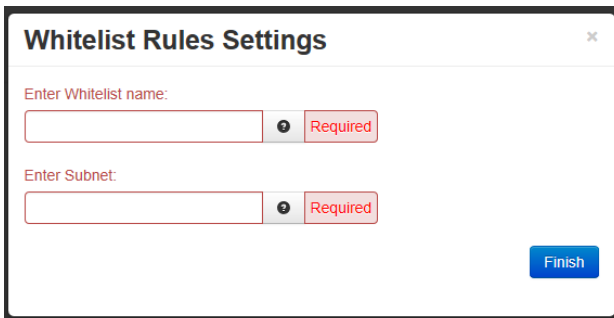 Whitelist Rules Settings ×
Enter Whitelist name:
? Required
Enter Subnet:
? Required
Finish